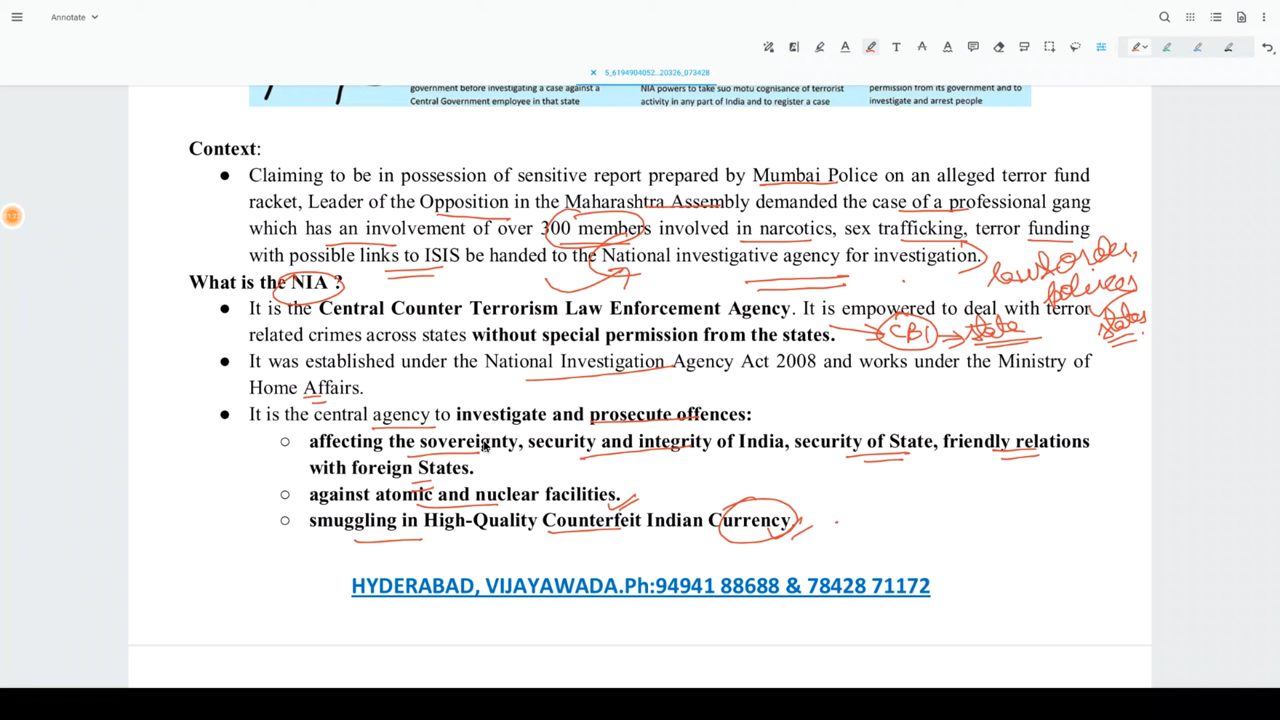 Annotate
5_6194904052...20326_073428
government before investigating a case against a
Central Government employee in that state
NIA powers to take suo motu cognisance of terrorist
activity in any part of India and to register a case
permission from its government and to
investigate and arrest people
Context:
● Claiming to be in possession of sensitive report prepared by Mumbai Police on an alleged terror fund
racket, Leader of the Opposition in the Maharashtra Assembly demanded the case of a professional gang
which has an involvement of over 300 members involved in narcotics, sex trafficking, terror funding
with possible links to ISIS be handed to the National investigative agency for investigation.
law & order,
polices
states
What is the NIA ?
● It is the Central Counter Terrorism Law Enforcement Agency. It is empowered to deal with terror
related crimes across states without special permission from the states.
CBI → state
● It was established under the National Investigation Agency Act 2008 and works under the Ministry of
Home Affairs.
● It is the central agency to investigate and prosecute offences:
○ affecting the sovereignty, security and integrity of India, security of State, friendly relations
with foreign States.
○ against atomic and nuclear facilities.
○ smuggling in High-Quality Counterfeit Indian Currency.
HYDERABAD, VIJAYAWADA.Ph:94941 88688 & 78428 71172